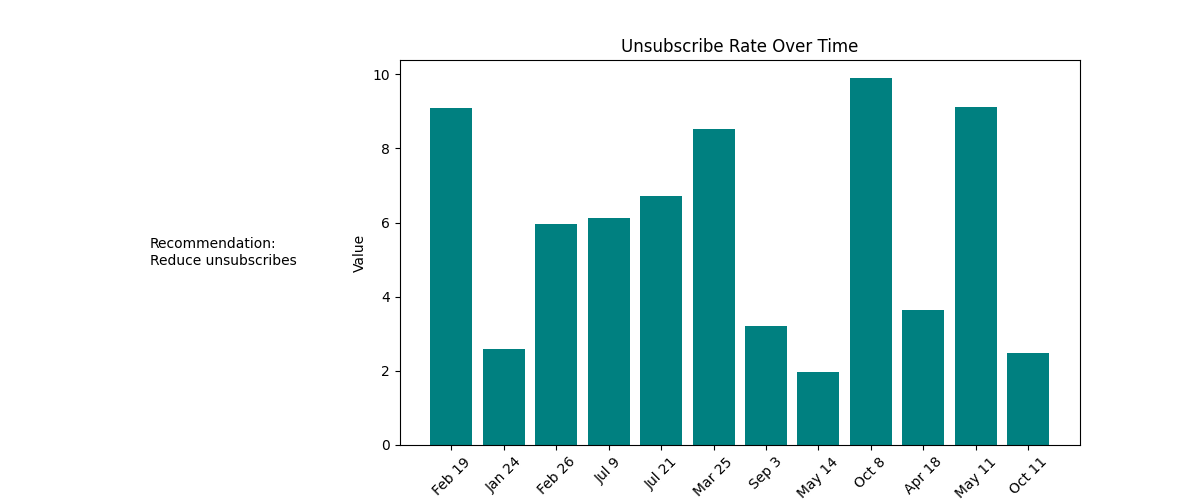 Unsubscribe Rate Over Time
Recommendation:
Reduce unsubscribes
Value
10
8
6
4
2
0
Feb 19
Jan 24
Feb 26
Jul 9
Jul 21
Mar 25
Sep 3
May 14
Oct 8
Apr 18
May 11
Oct 11